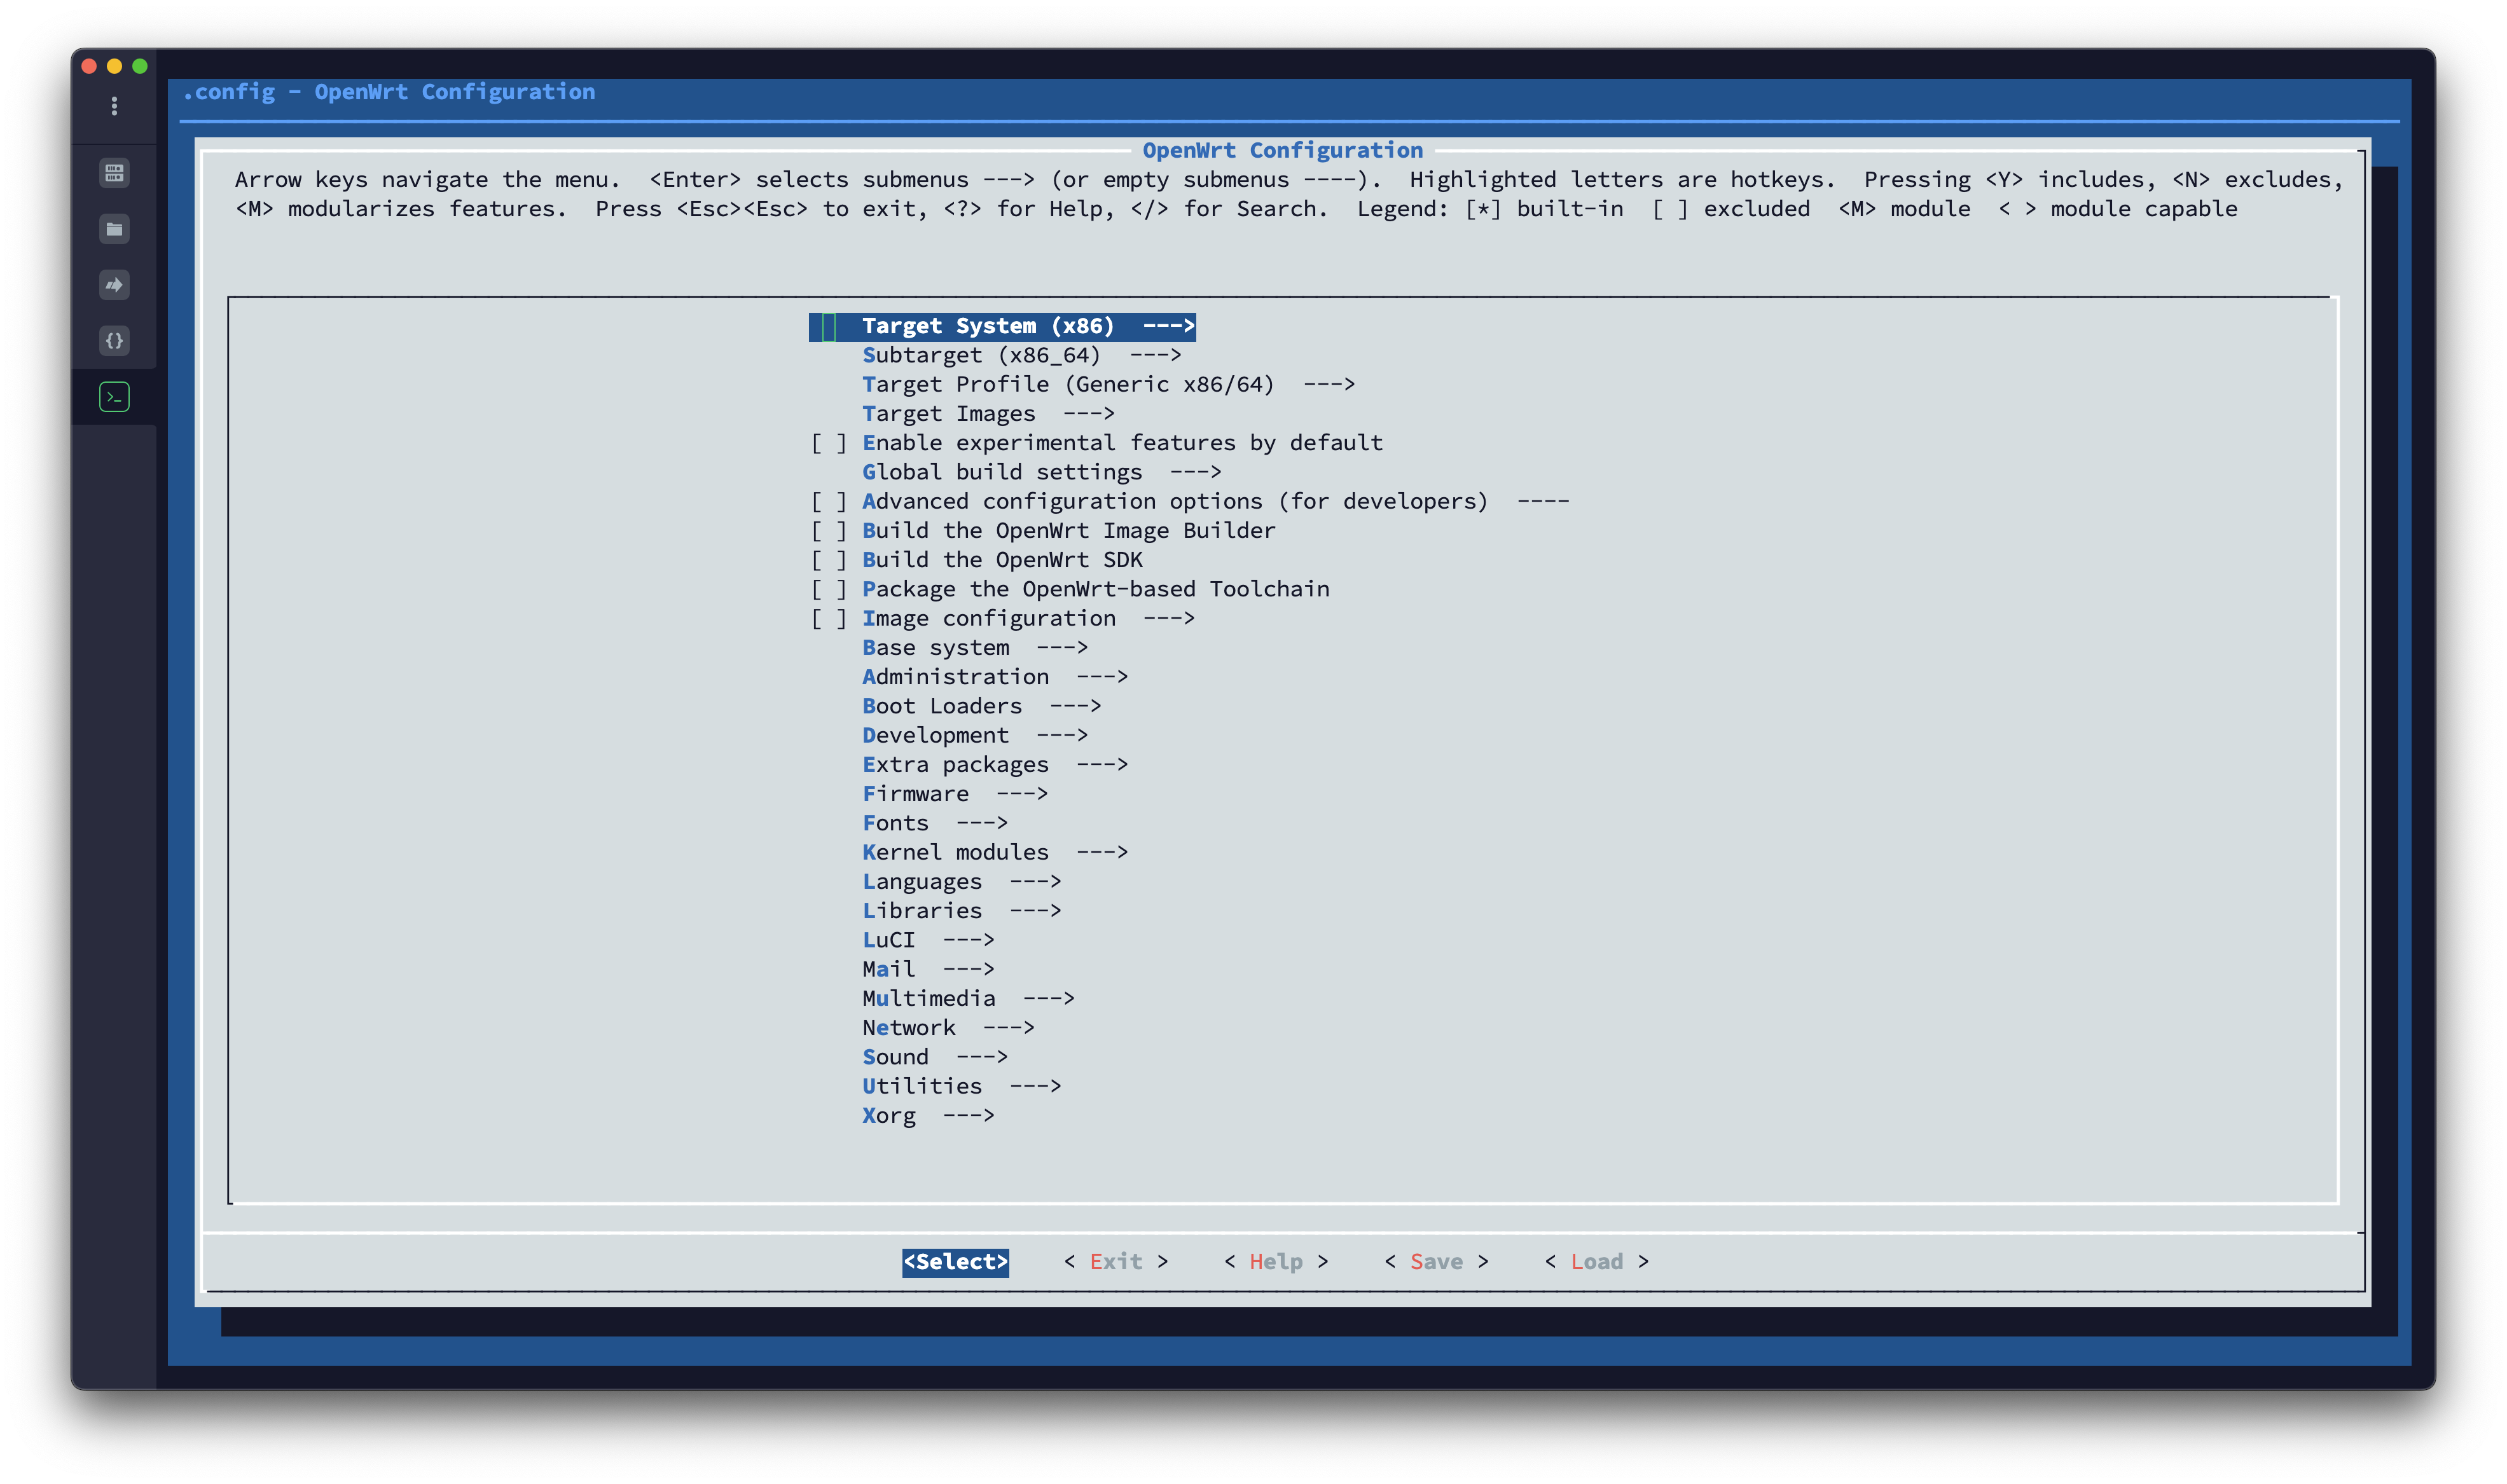 .config - OpenWrt Configuration
OpenWrt Configuration
Arrow keys navigate the menu.  <Enter> selects submenus ---> (or empty submenus ----).  Highlighted letters are hotkeys.  Pressing <Y> includes, <N> excludes,
<M> modularizes features.  Press <Esc><Esc> to exit, <?> for Help, </> for Search.  Legend: [*] built-in  [ ] excluded  <M> module  < > module capable
Target System (x86)  --->
Subtarget (x86_64)  --->
Target Profile (Generic x86/64)  --->
Target Images  --->
[ ] Enable experimental features by default
Global build settings  --->
[ ] Advanced configuration options (for developers)  ----
[ ] Build the OpenWrt Image Builder
[ ] Build the OpenWrt SDK
[ ] Package the OpenWrt-based Toolchain
[ ] Image configuration  --->
Base system  --->
Administration  --->
Boot Loaders  --->
Development  --->
Extra packages  --->
Firmware  --->
Fonts  --->
Kernel modules  --->
Languages  --->
Libraries  --->
LuCI  --->
Mail  --->
Multimedia  --->
Network  --->
Sound  --->
Utilities  --->
Xorg  --->
<Select>    < Exit >    < Help >    < Save >    < Load >